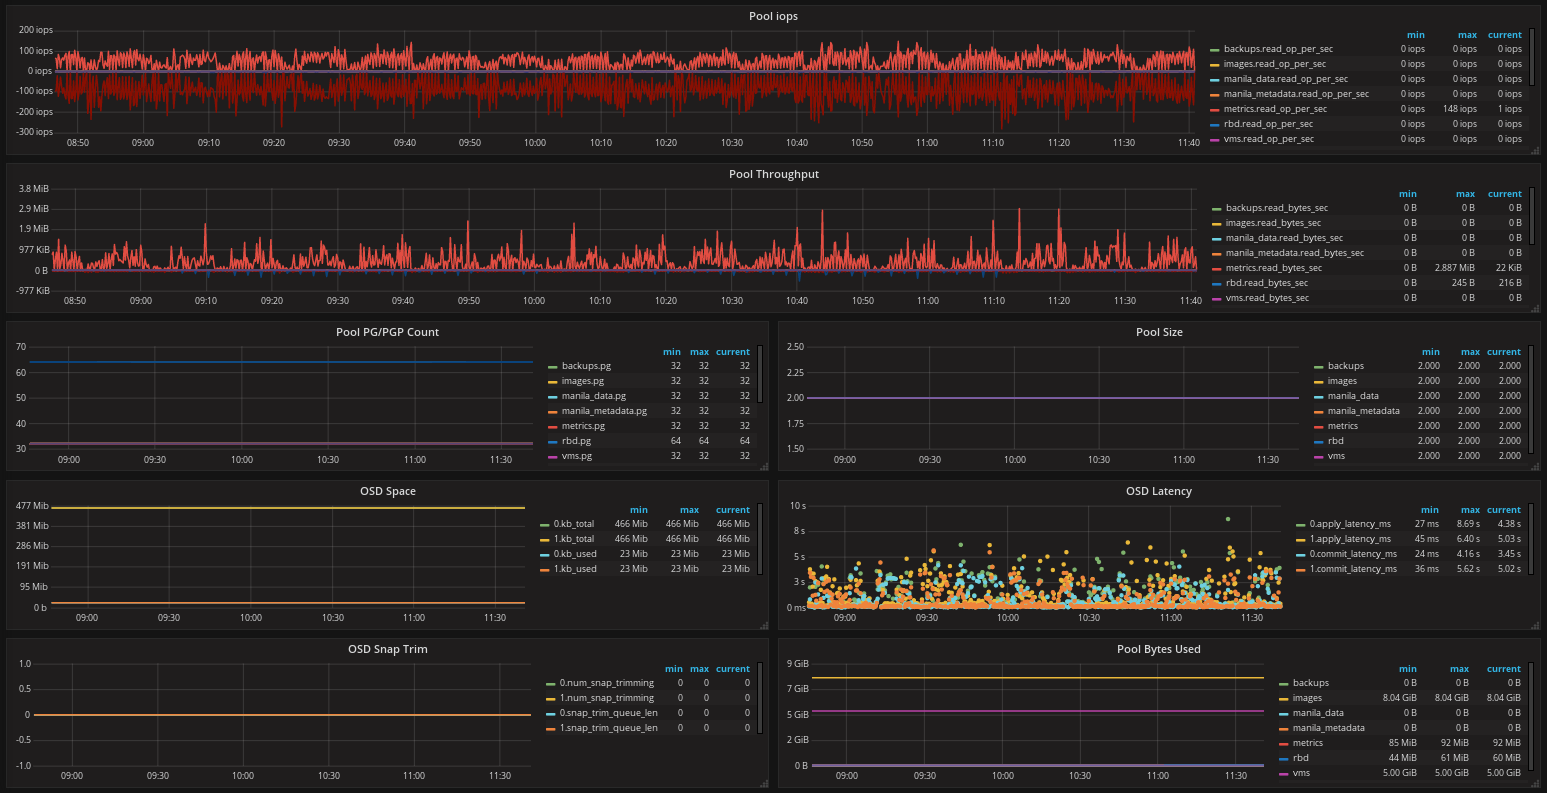 Pool iops
200 iops
100 iops
0 iops
-100 iops
-200 iops
-300 iops
08:50 09:00 09:10 09:20 09:30 09:40 09:50 10:00 10:10 10:20 10:30 10:40 10:50 11:00 11:10 11:20 11:30 11:40
min max current
backups.read_op_per_sec 0 iops 0 iops 0 iops
images.read_op_per_sec 0 iops 0 iops 0 iops
manila_data.read_op_per_sec 0 iops 0 iops 0 iops
manila_metadata.read_op_per_sec 0 iops 0 iops 0 iops
metrics.read_op_per_sec 0 iops 148 iops 1 iops
rbd.read_op_per_sec 0 iops 0 iops 0 iops
vms.read_op_per_sec 0 iops 0 iops 0 iops
Pool Throughput
3.8 MiB
2.9 MiB
1.9 MiB
977 KiB
0 B
-977 KiB
08:50 09:00 09:10 09:20 09:30 09:40 09:50 10:00 10:10 10:20 10:30 10:40 10:50 11:00 11:10 11:20 11:30 11:40
min max current
backups.read_bytes_sec 0 B 0 B 0 B
images.read_bytes_sec 0 B 0 B 0 B
manila_data.read_bytes_sec 0 B 0 B 0 B
manila_metadata.read_bytes_sec 0 B 0 B 0 B
metrics.read_bytes_sec 0 B 2.887 MiB 22 KiB
rbd.read_bytes_sec 0 B 245 B 216 B
vms.read_bytes_sec 0 B 0 B 0 B
Pool PG/PGP Count
70
60
50
40
30
09:00 09:30 10:00 10:30 11:00 11:30
min max current
backups.pg 32 32 32
images.pg 32 32 32
manila_data.pg 32 32 32
manila_metadata.pg 32 32 32
metrics.pg 32 32 32
rbd.pg 64 64 64
vms.pg 32 32 32
Pool Size
2.50
2.25
2.00
1.75
1.50
09:00 09:30 10:00 10:30 11:00 11:30
min max current
backups 2.000 2.000 2.000
images 2.000 2.000 2.000
manila_data 2.000 2.000 2.000
manila_metadata 2.000 2.000 2.000
metrics 2.000 2.000 2.000
rbd 2.000 2.000 2.000
vms 2.000 2.000 2.000
OSD Space
477 Mib
381 Mib
286 Mib
191 Mib
95 Mib
0 b
09:00 09:30 10:00 10:30 11:00 11:30
min max current
0.kb_total 466 Mib 466 Mib 466 Mib
1.kb_total 466 Mib 466 Mib 466 Mib
0.kb_used 23 Mib 23 Mib 23 Mib
1.kb_used 23 Mib 23 Mib 23 Mib
OSD Latency
10 s
8 s
5 s
3 s
0 ms
09:00 09:30 10:00 10:30 11:00 11:30
min max current
0.apply_latency_ms 27 ms 8.69 s 4.38 s
1.apply_latency_ms 45 ms 6.40 s 5.03 s
0.commit_latency_ms 24 ms 4.16 s 3.45 s
1.commit_latency_ms 36 ms 5.62 s 5.02 s
OSD Snap Trim
1.0
0.5
0
-0.5
-1.0
09:00 09:30 10:00 10:30 11:00 11:30
min max current
0.num_snap_trimming 0 0 0
1.num_snap_trimming 0 0 0
0.snap_trim_queue_len 0 0 0
1.snap_trim_queue_len 0 0 0
Pool Bytes Used
9 GiB
7 GiB
5 GiB
2 GiB
0 B
09:00 09:30 10:00 10:30 11:00 11:30
min max current
backups 0 B 0 B 0 B
images 8.04 GiB 8.04 GiB 8.04 GiB
manila_data 0 B 0 B 0 B
manila_metadata 0 B 0 B 0 B
metrics 85 MiB 92 MiB 92 MiB
rbd 44 MiB 61 MiB 60 MiB
vms 5.00 GiB 5.00 GiB 5.00 GiB